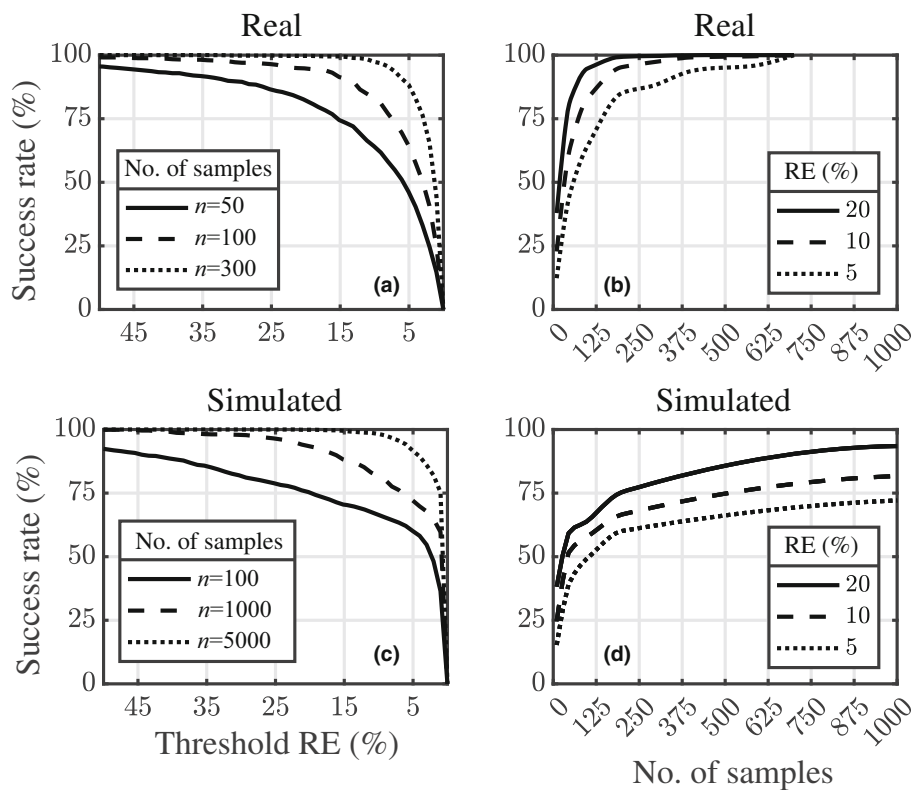 Real
Success rate (%)
100
75
50
25
0
No. of samples
n=50
n=100
n=300
(a)
45
35
25
15
5
Real
100
75
50
25
0
RE (%)
20
10
5
(b)
0
125
250
375
500
625
750
875
1000
Simulated
Success rate (%)
100
75
50
25
0
No. of samples
n=100
n=1000
n=5000
(c)
45
35
25
15
5
Threshold RE (%)
Simulated
100
75
50
25
0
RE (%)
20
10
5
(d)
0
125
250
375
500
625
750
875
1000
No. of samples